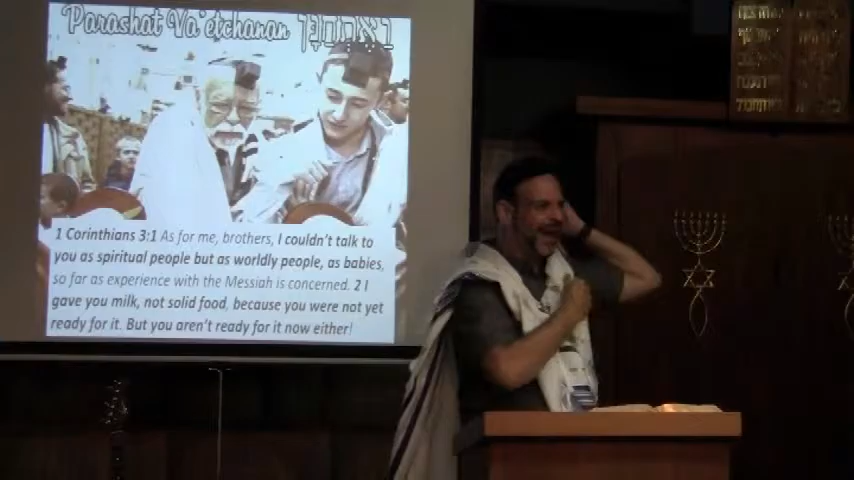 Parashat Va'etchanan ואתחנן
1 Corinthians 3:1 As for me, brothers, I couldn't talk to
you as spiritual people but as worldly people, as babies,
so far as experience with the Messiah is concerned. 2 I
gave you milk, not solid food, because you were not yet
ready for it. But you aren't ready for it now either!